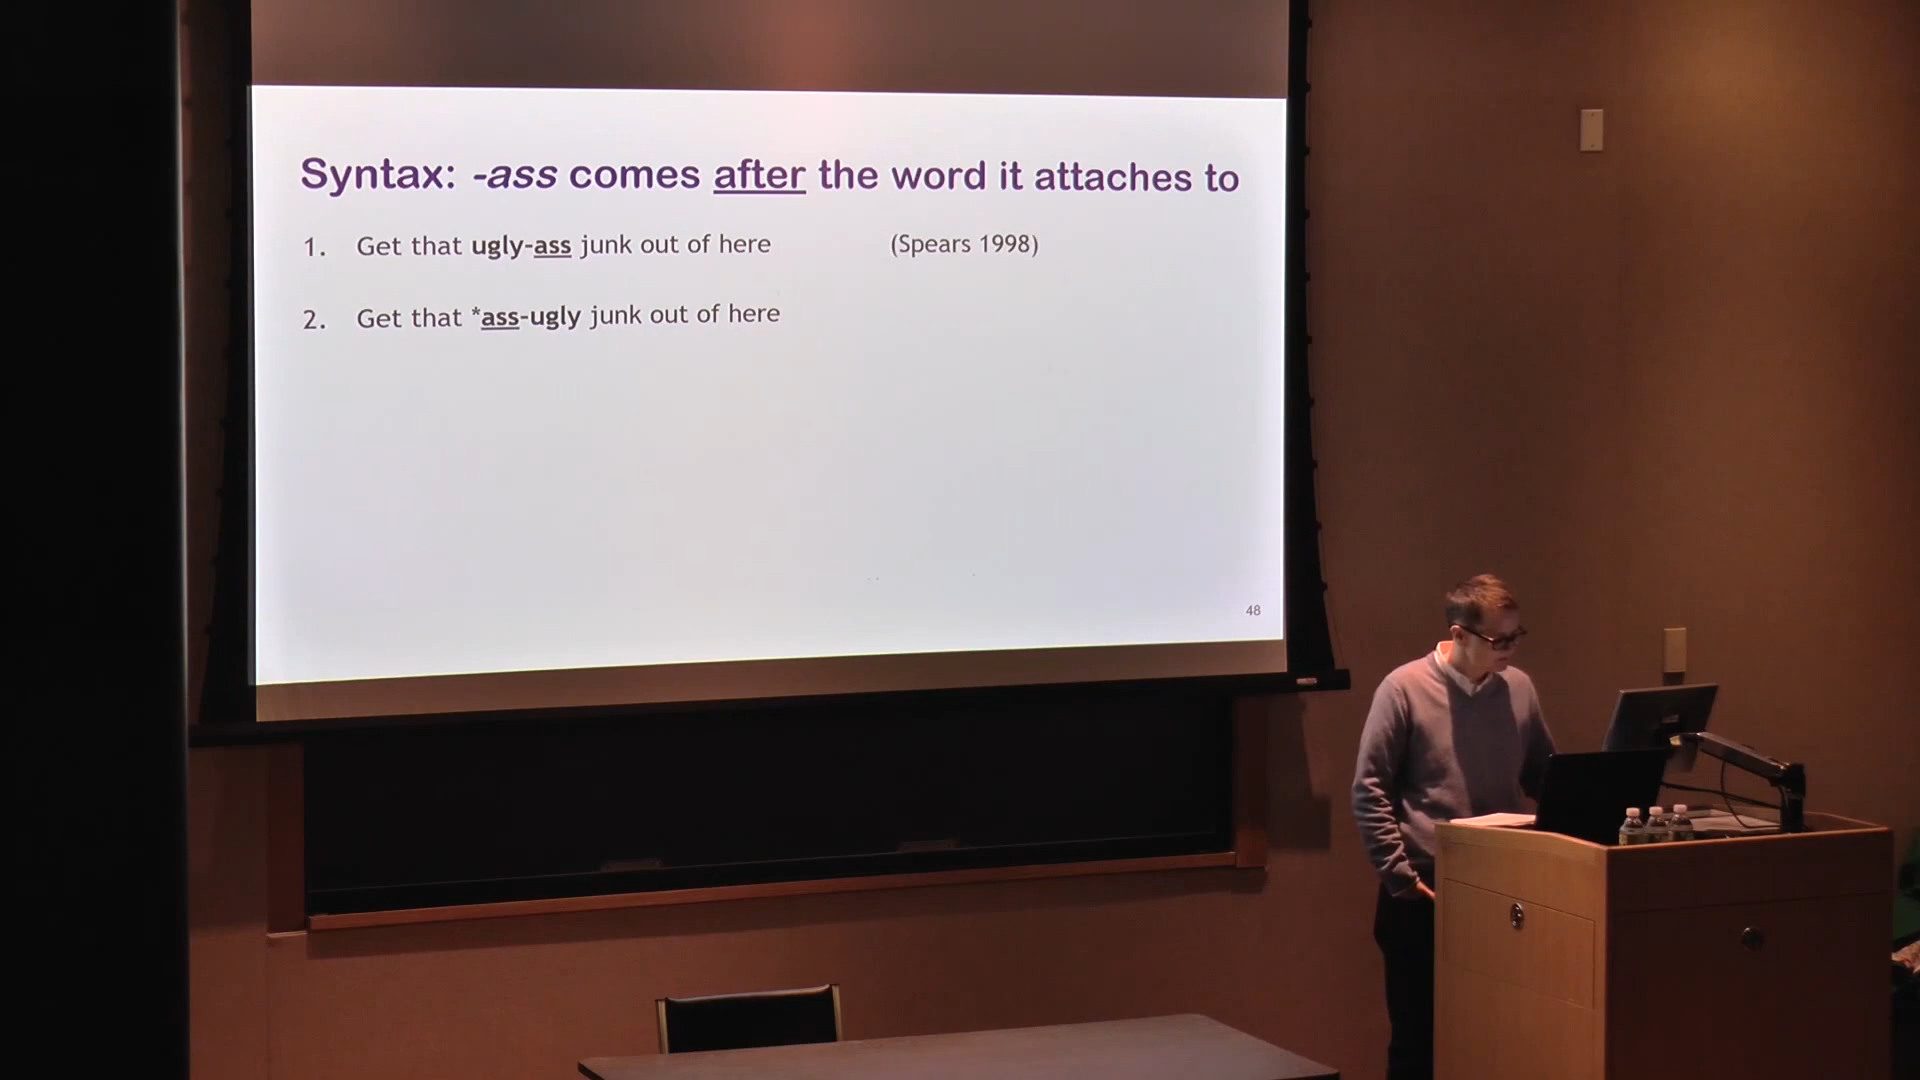 Syntax: -ass comes after the word it attaches to
1. Get that ugly-ass junk out of here (Spears 1998)
2. Get that *ass-ugly junk out of here
48